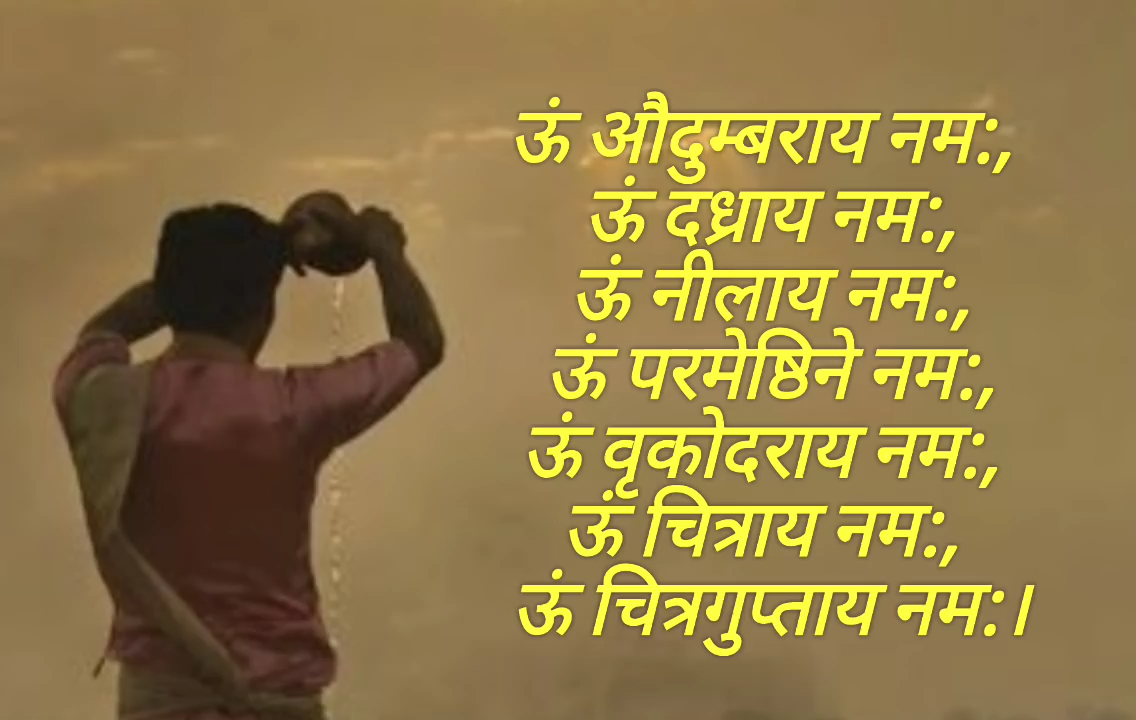 ऊं औदुम्बराय नम:,
ऊं दध्राय नम:,
ऊं नीलाय नम:,
ऊं परमेष्ठिने नम:,
ऊं वृकोदराय नम:,
ऊं चित्राय नम:,
ऊं चित्रगुप्ताय नम:।